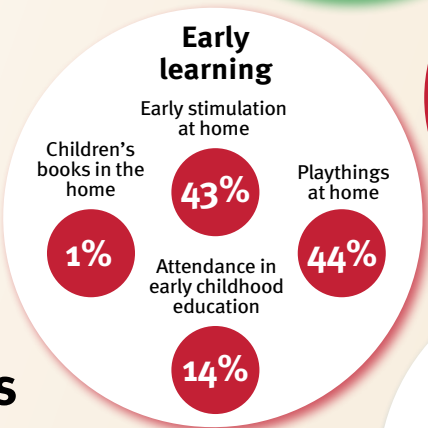 Early
learning
Early stimulation
at home
43%
Children's
books in the
home
1%
Playthings
at home
44%
Attendance in
early childhood
education
14%
s